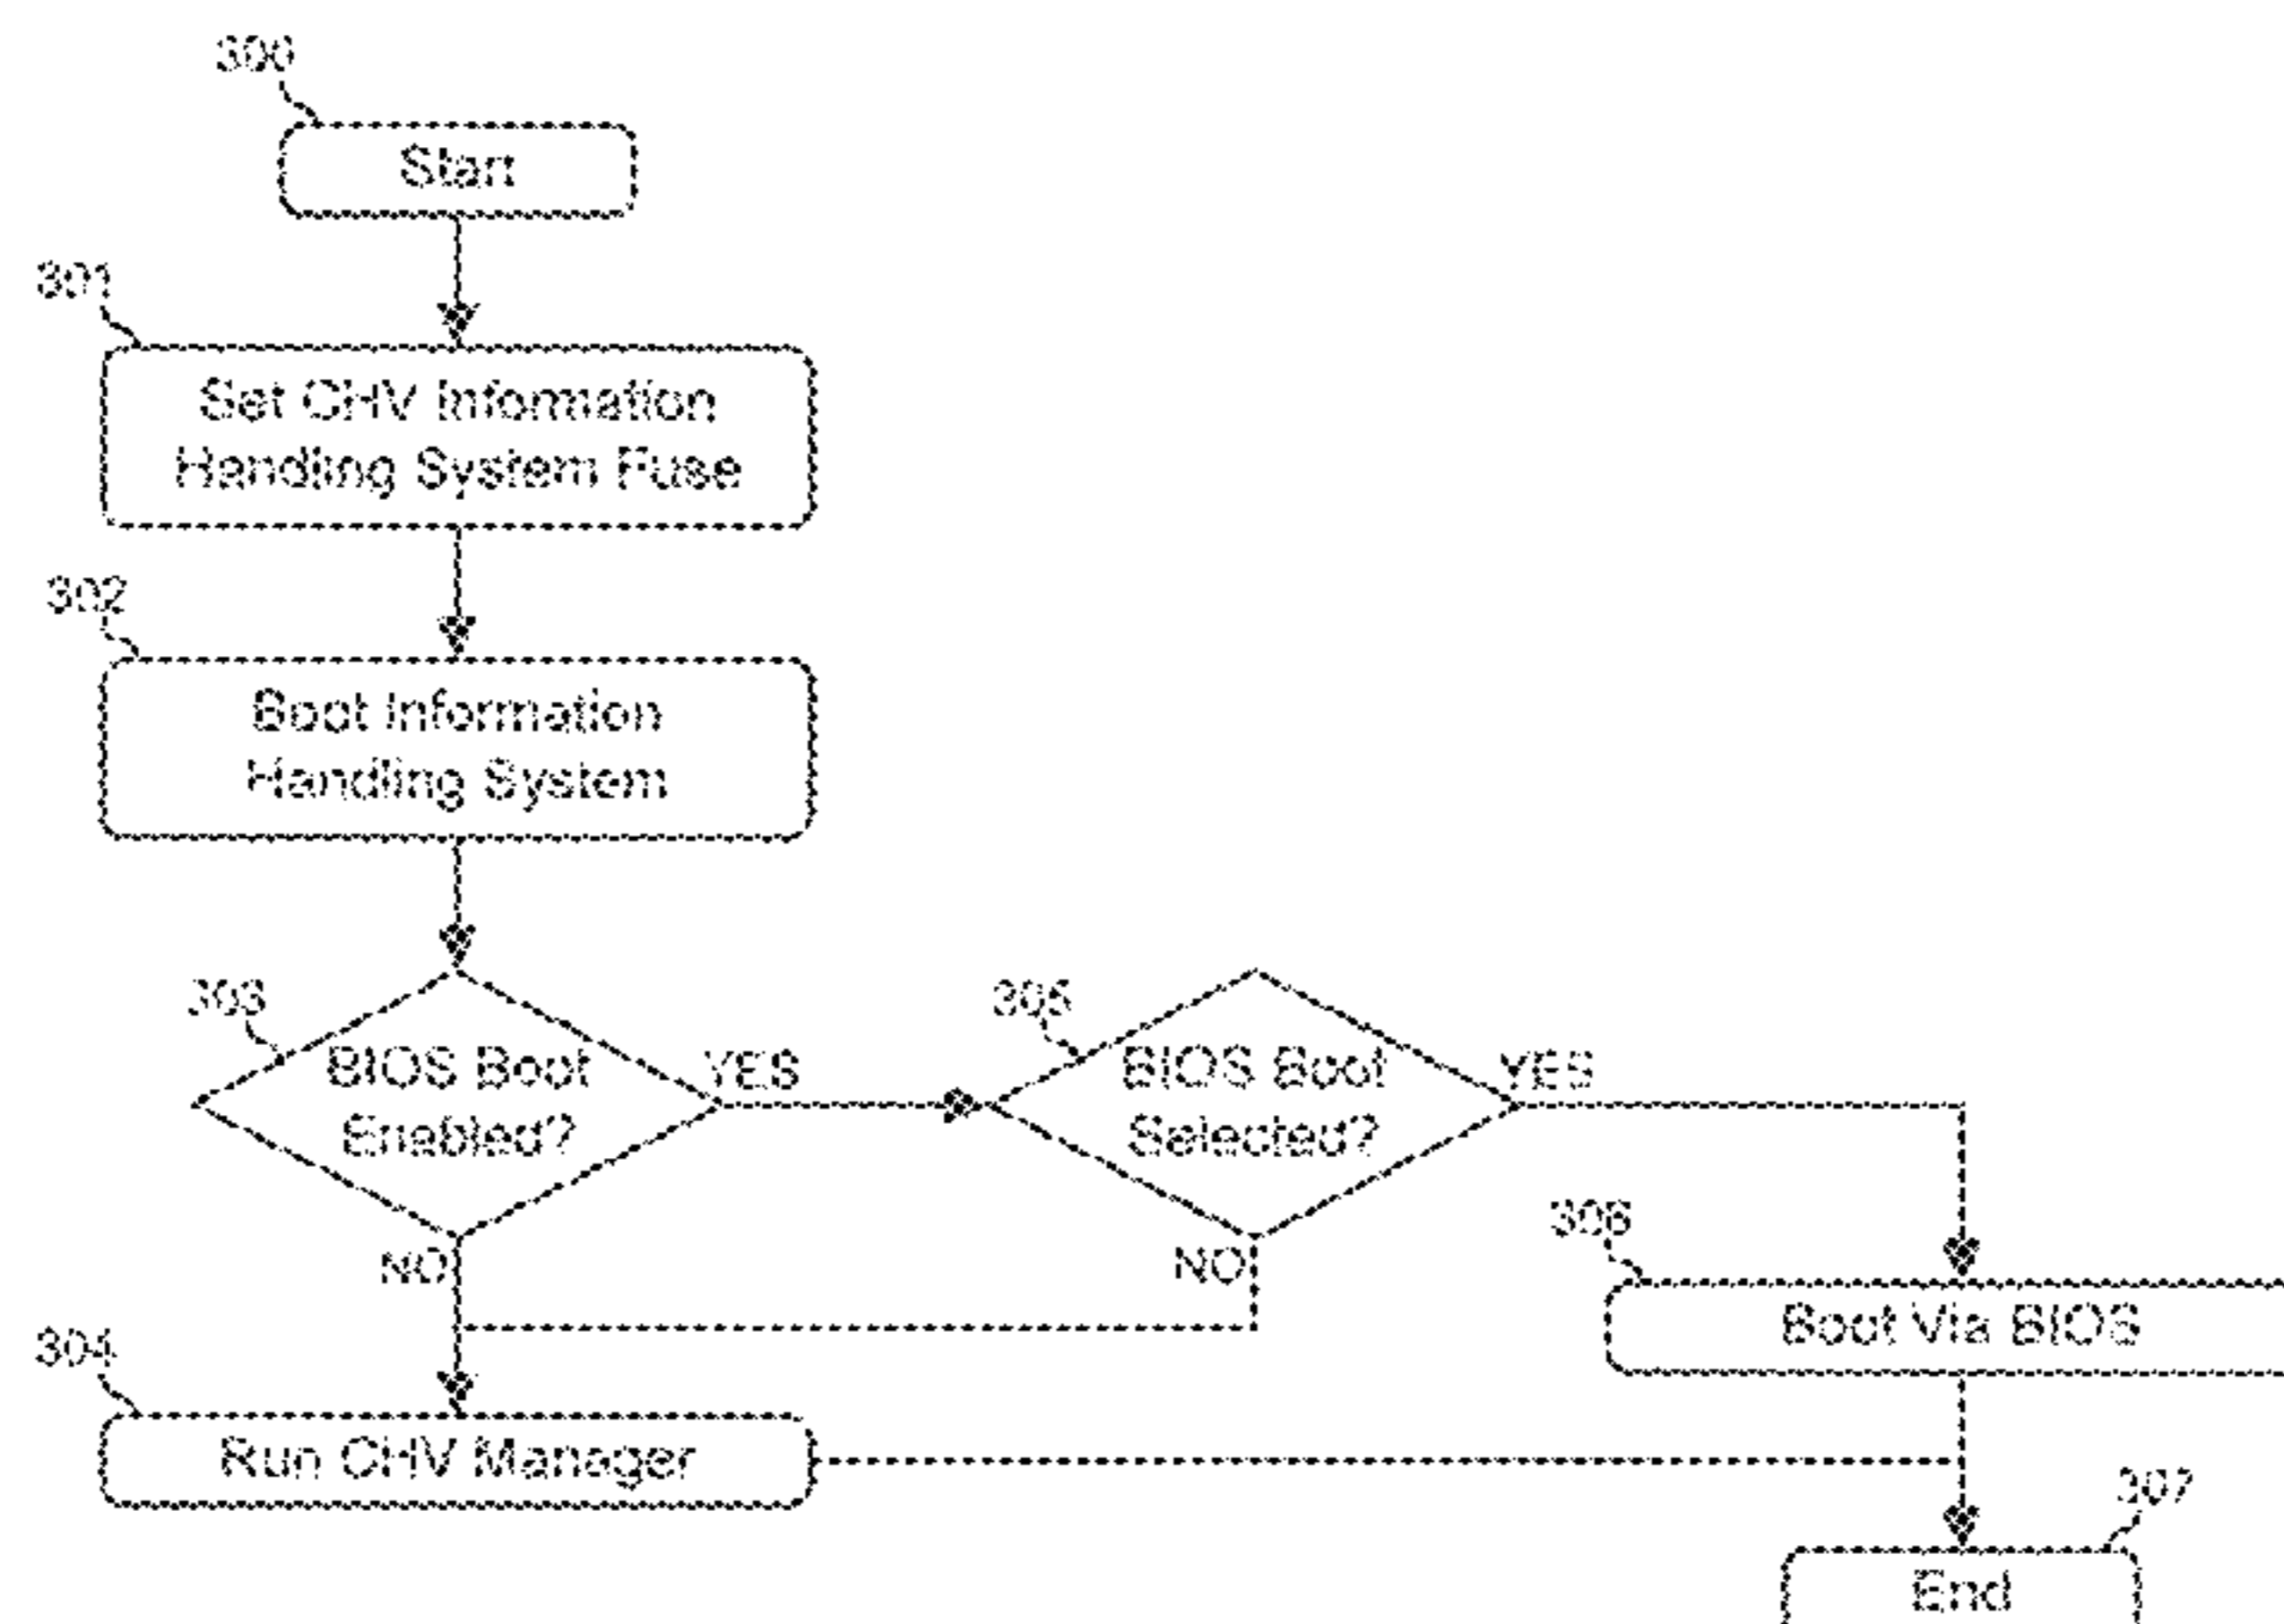 300
Start
301
Set CHV Information
Handling System Fuse
302
Boot Information
Handling System
303
BIOS Boot
Enabled?
YES
NO
305
BIOS Boot
Selected?
YES
NO
306
Boot Via BIOS
304
Run CHV Manager
307
End